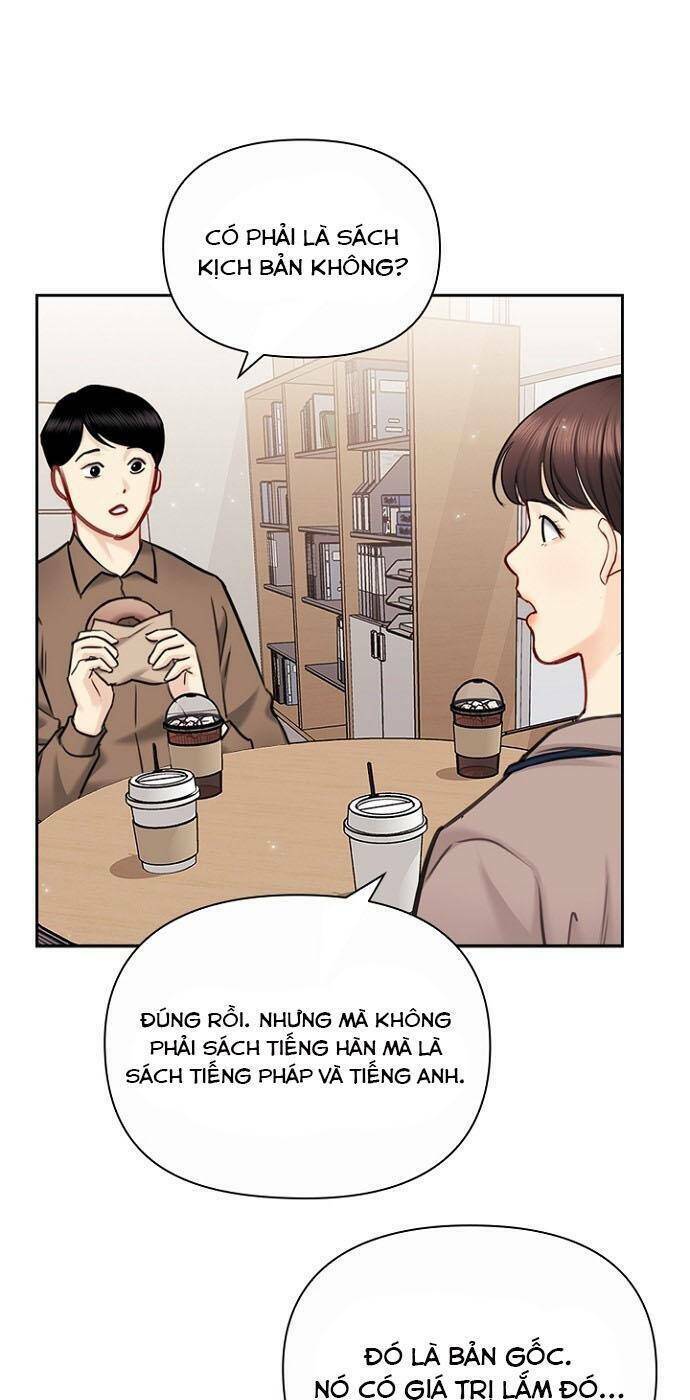 CÓ PHẢI LÀ SÁCH
KỊCH BẢN KHÔNG?
ĐÚNG RỒI. NHƯNG MÀ KHÔNG
PHẢI SÁCH TIẾNG HÀN MÀ LÀ
SÁCH TIẾNG PHÁP VÀ TIẾNG ANH.
ĐÓ LÀ BẢN GỐC.
NÓ CÓ GIÁ TRỊ LẮM ĐÓ...